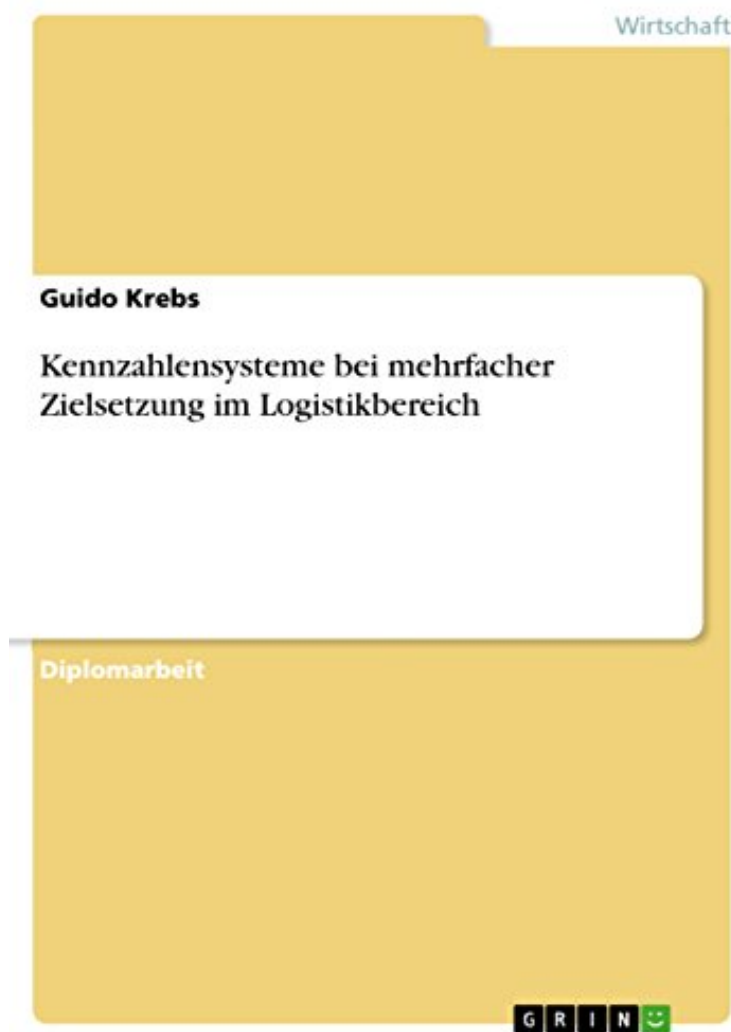 Wirtschaft
Guido Krebs
Kennzahlensysteme bei mehrfacher
Zielsetzung im Logistikbereich
Diplomarbeit
GRIN